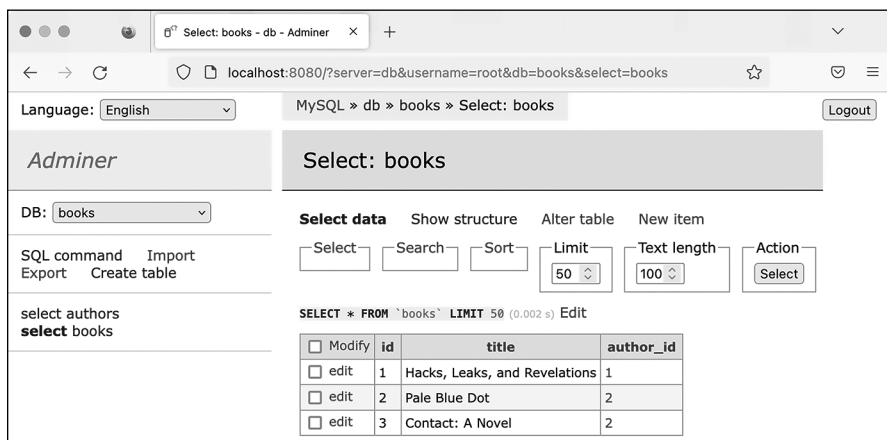 Select: books - db - Adminer
localhost:8080/?server=db&username=root&db=books&select=books
Language: English
MySQL » db » books » Select: books
Logout
Adminer
Select: books
DB: books
Select data Show structure Alter table New item
SQL command Import
Export Create table
Select Search Sort Limit Text length Action
50 100 Select
select authors
select books
SELECT * FROM `books` LIMIT 50 (0.002 s) Edit
Modify id title author_id
edit 1 Hacks, Leaks, and Revelations 1
edit 2 Pale Blue Dot 2
edit 3 Contact: A Novel 2